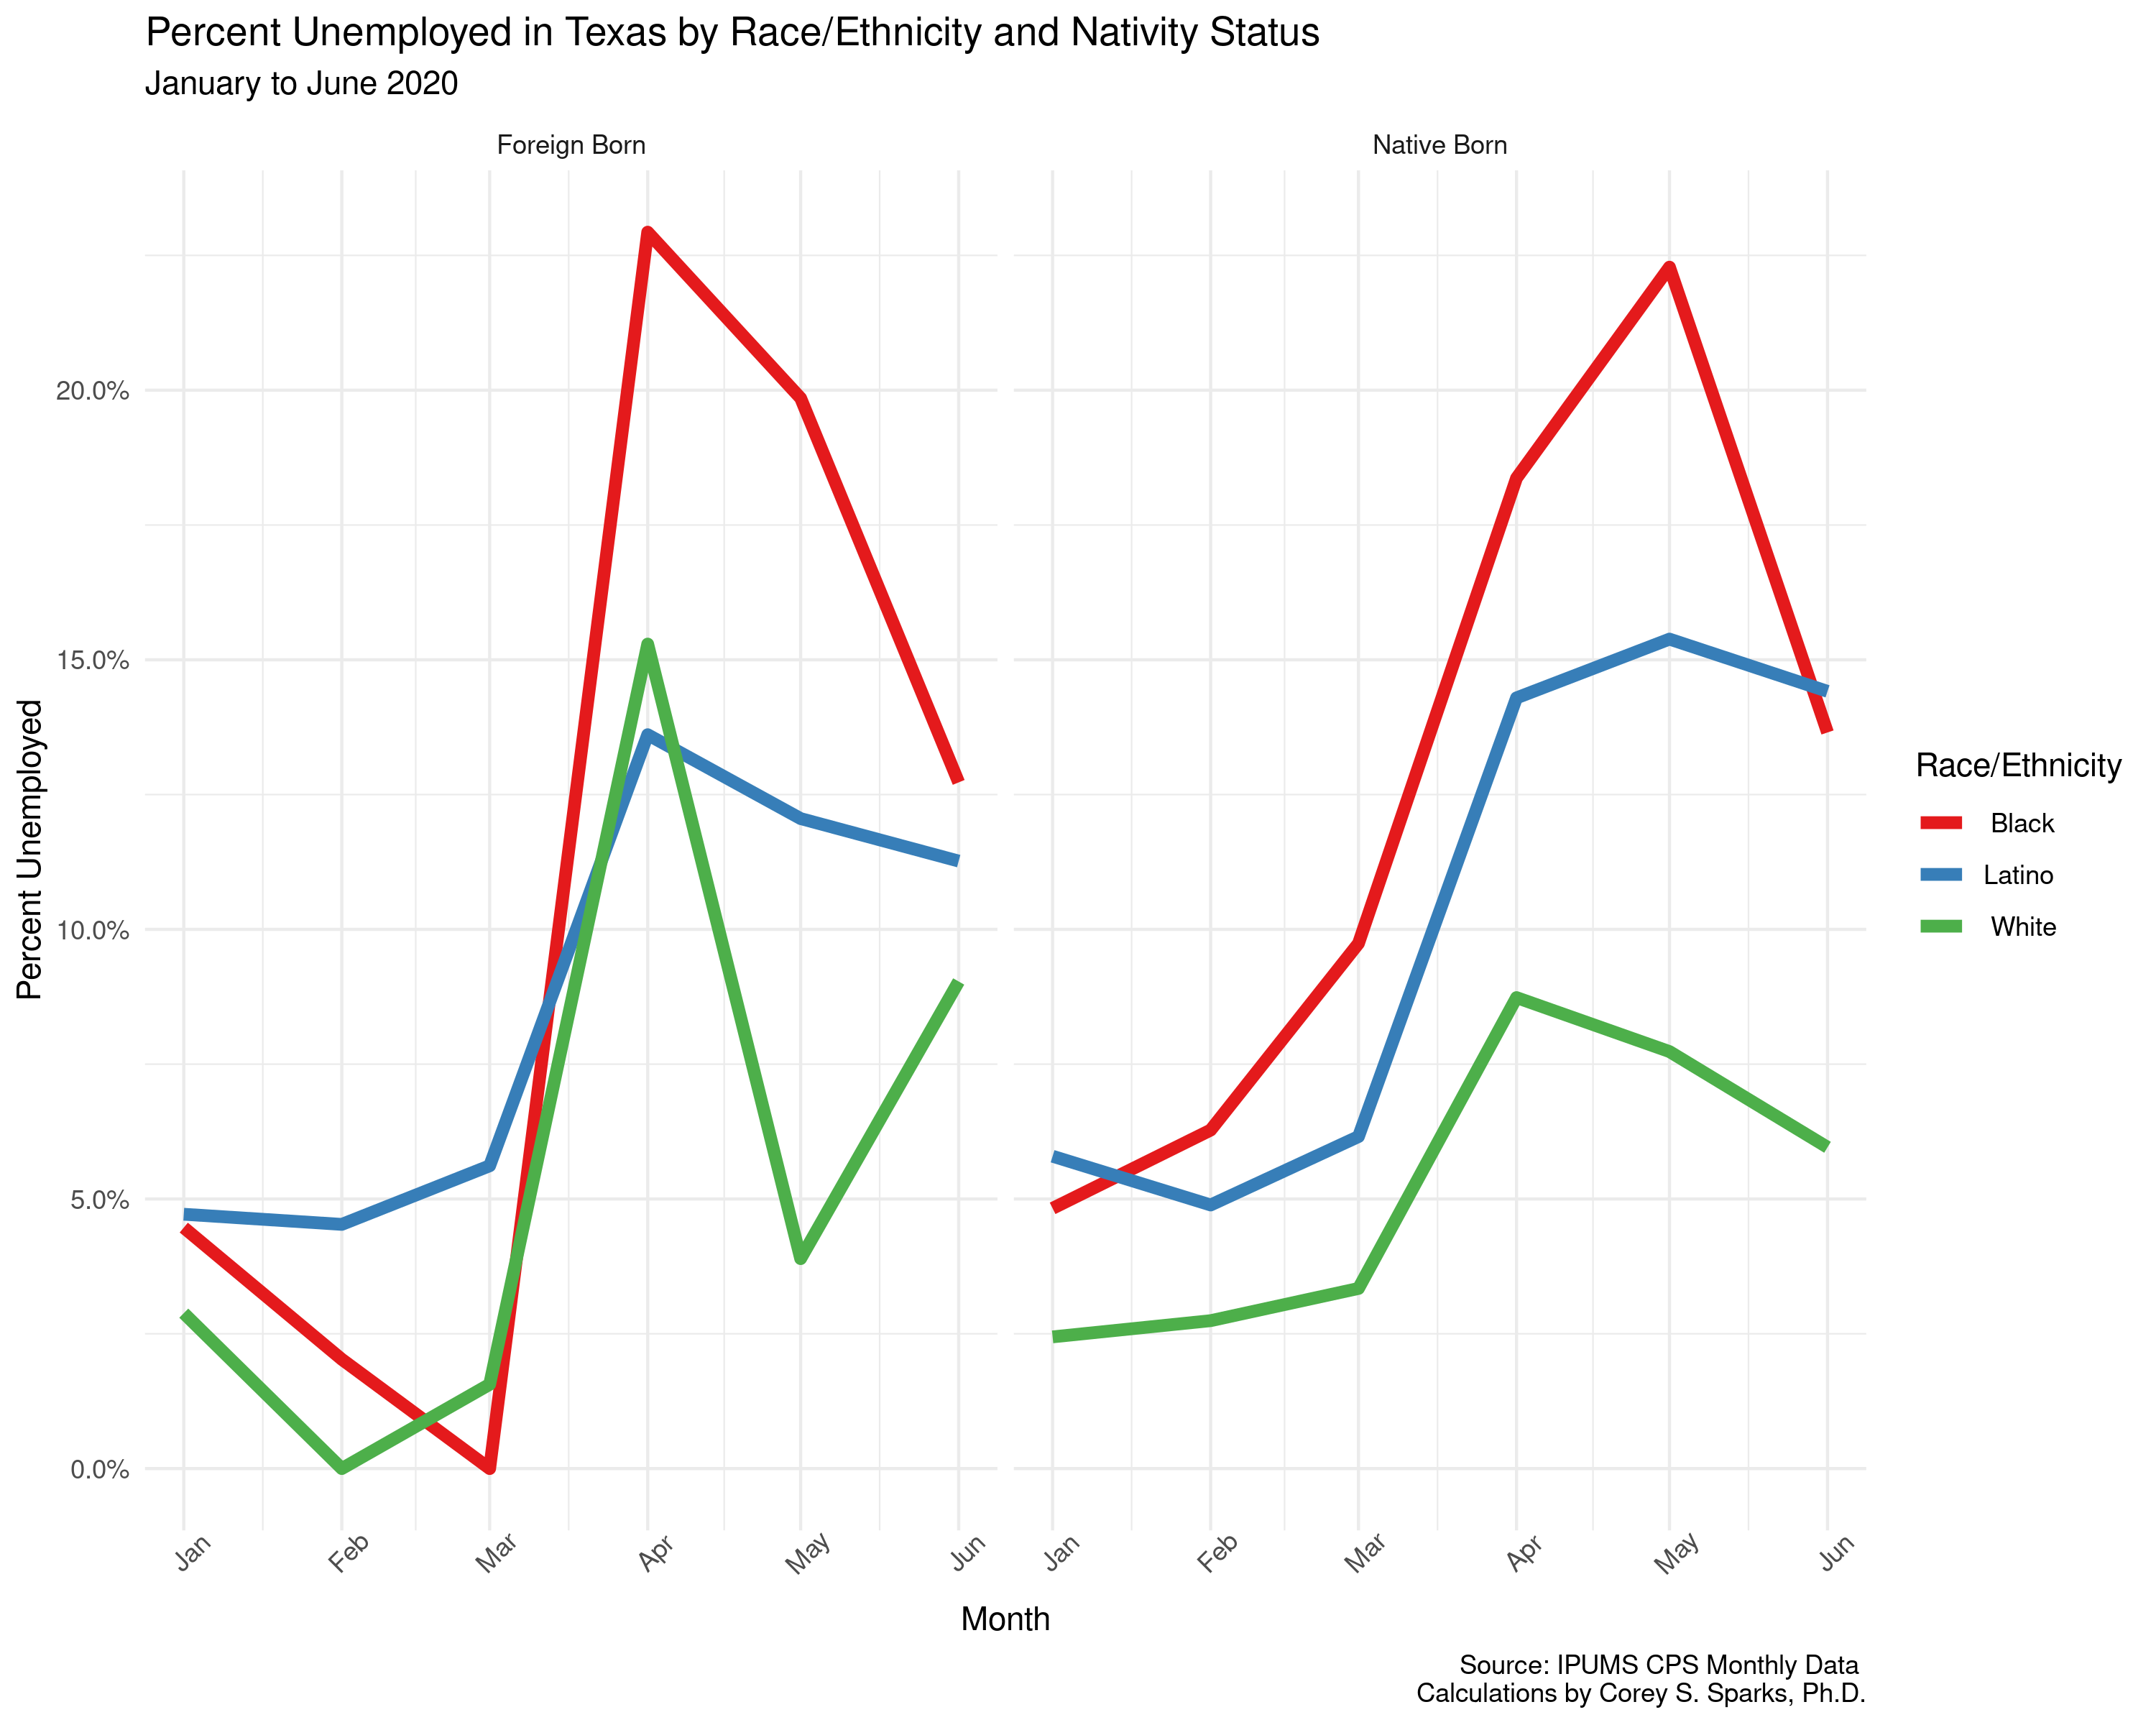 Percent Unemployed in Texas by Race/Ethnicity and Nativity Status
January to June 2020
Foreign Born
Native Born
Percent Unemployed
20.0%
15.0%
10.0%
5.0%
0.0%
Jan
Feb
Mar
Apr
May
Jun
Jan
Feb
Mar
Apr
May
Jun
Month
Race/Ethnicity
Black
Latino
White
Source: IPUMS CPS Monthly Data
Calculations by Corey S. Sparks, Ph.D.